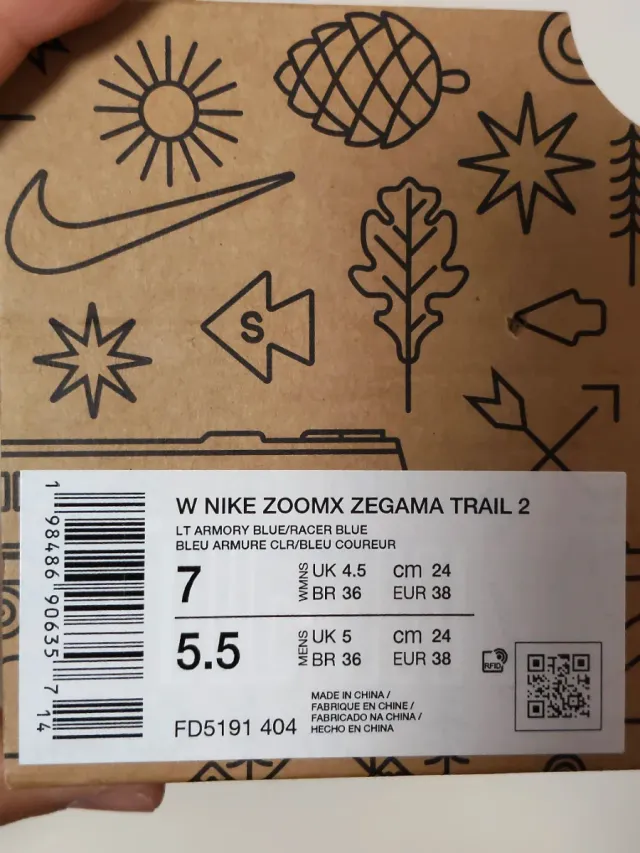 S
W NIKE ZOOMX ZEGAMA TRAIL 2
LT ARMORY BLUE/RACER BLUE
BLEU ARMURE CLR/BLEU COUREUR
7 WMNS UK 4.5 cm 24
BR 36 EUR 38
5.5 MENS UK 5 cm 24
BR 36 EUR 38
RFID
MADE IN CHINA /
FABRIQUE EN CHINE /
FABRICADO NA CHINA /
HECHO EN CHINA
FD5191 404
1 98486 90635 7 14